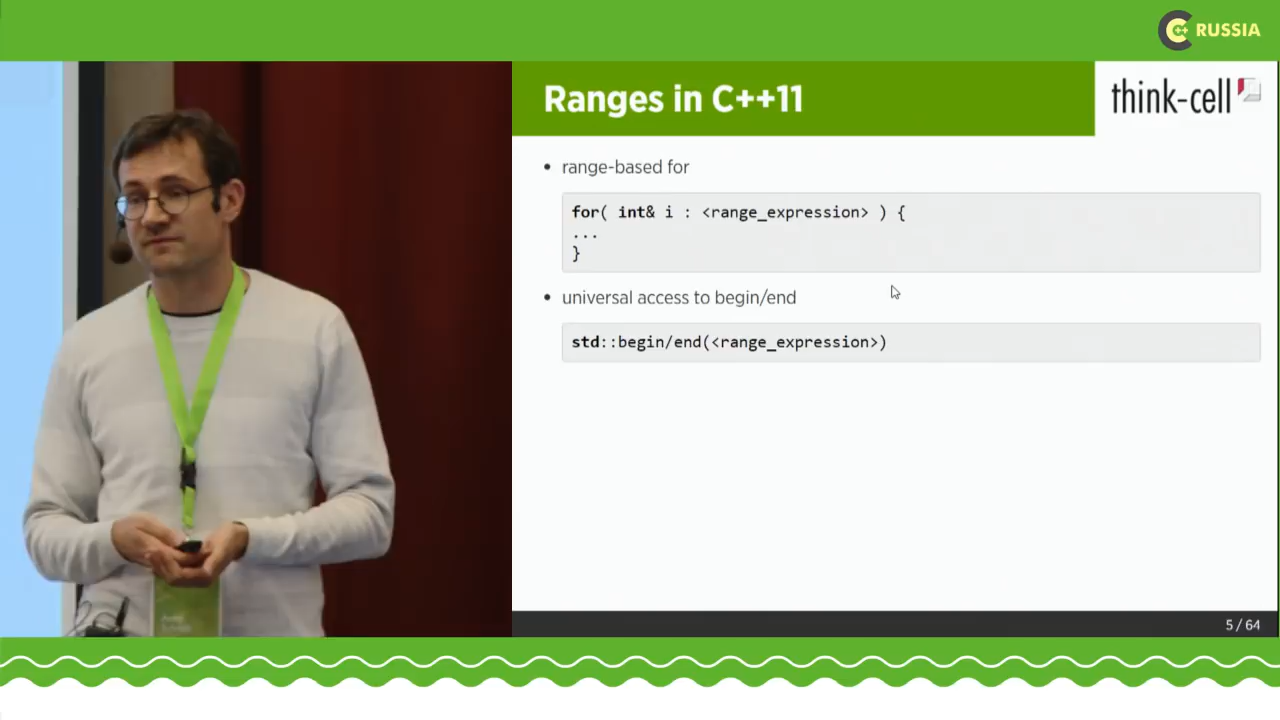 C++ RUSSIA
Ranges in C++11
think-cell
• range-based for
for( int& i : <range_expression> ) {
...
}
• universal access to begin/end
std::begin/end(<range_expression>)
5 / 64